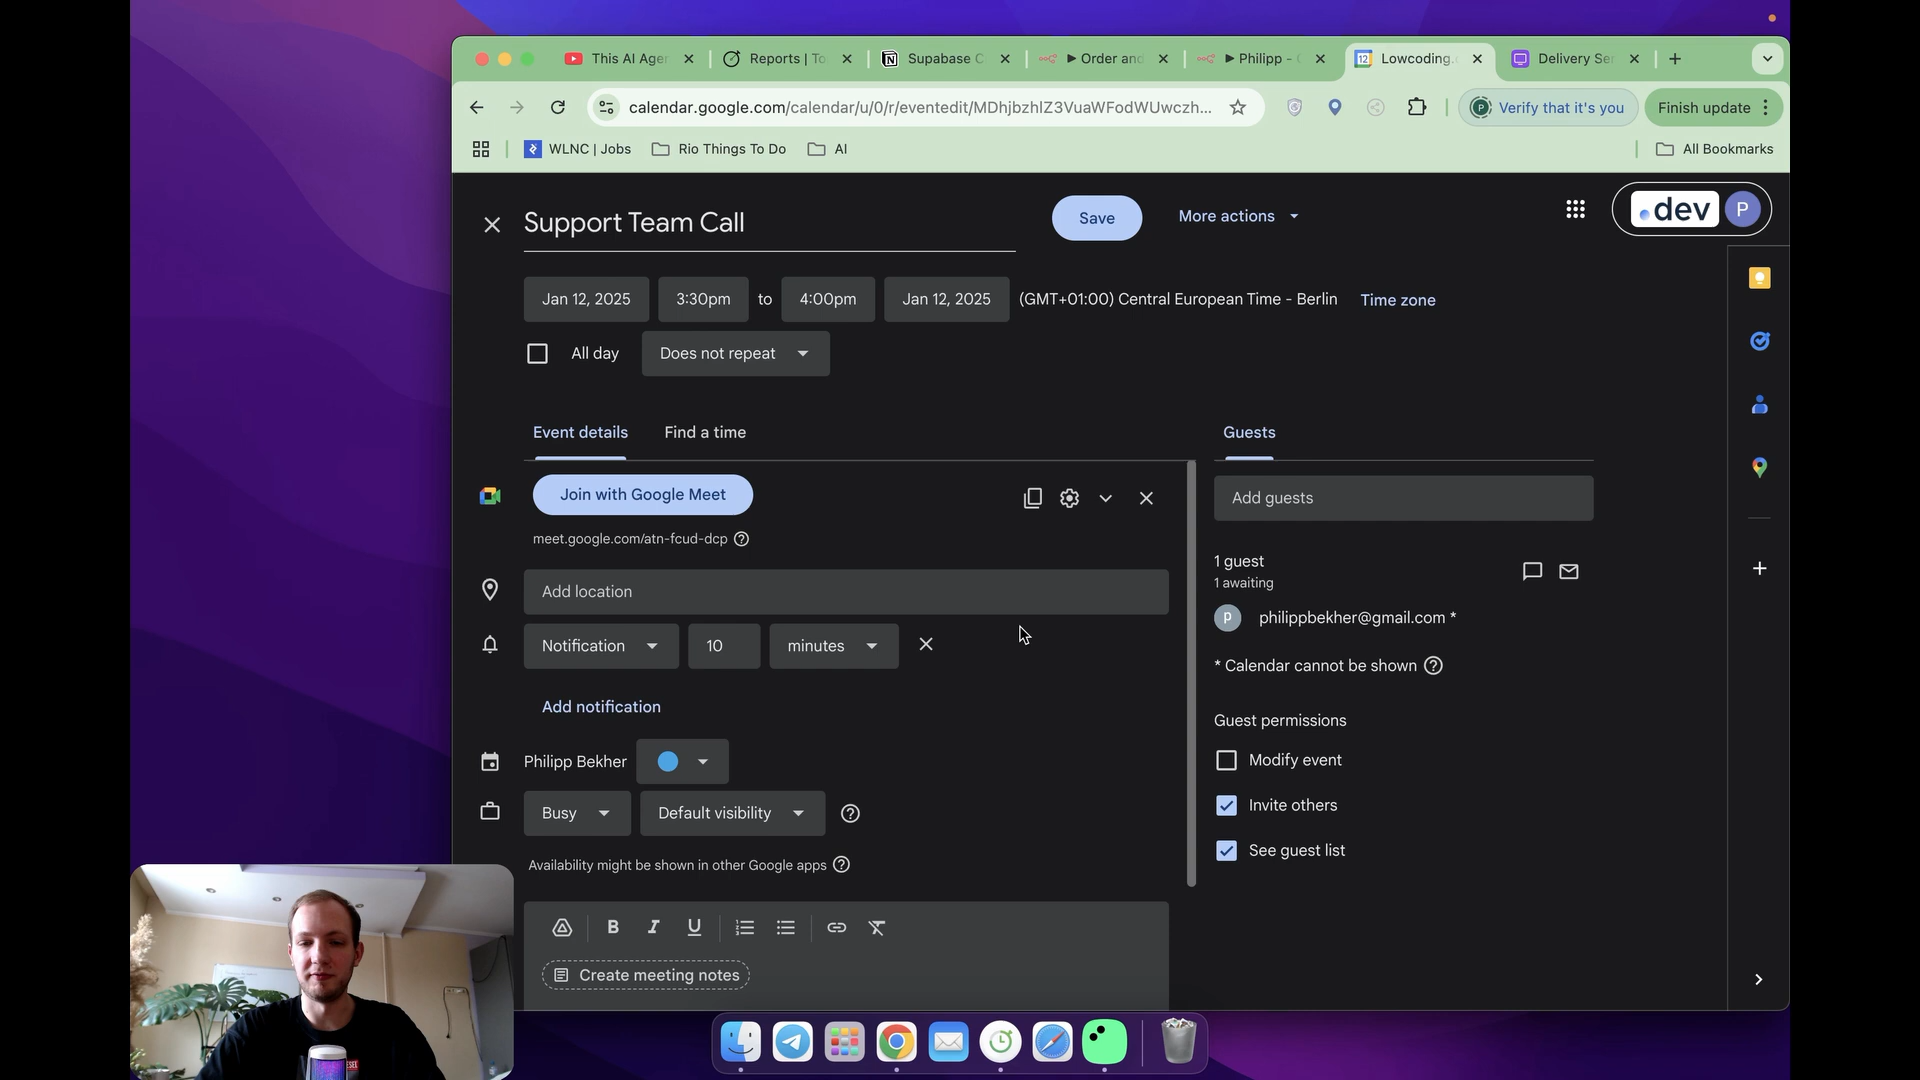 This AI Age
Reports | To
Supabase C
▶ Order and
▶ Philipp -
12
Lowcoding.
Delivery Ser
calendar.google.com/calendar/u/0/r/eventedit/MDhjbzhlZ3VuaWFodWUwczh...
P
Verify that it's you
Finish update
WLNC | Jobs
Rio Things To Do
AI
All Bookmarks
Support Team Call
Save
More actions
.dev
P
Jan 12, 2025
3:30pm
to
4:00pm
Jan 12, 2025
(GMT+01:00) Central European Time - Berlin
Time zone
All day
Does not repeat
Event details
Find a time
Guests
Join with Google Meet
Add guests
meet.google.com/atn-fcud-dcp
1 guest
1 awaiting
Add location
p
philippbekher@gmail.com *
Notification
10
minutes
* Calendar cannot be shown
Add notification
Guest permissions
Philipp Bekher
Modify event
Busy
Default visibility
Invite others
See guest list
Availability might be shown in other Google apps
B
I
U
Create meeting notes